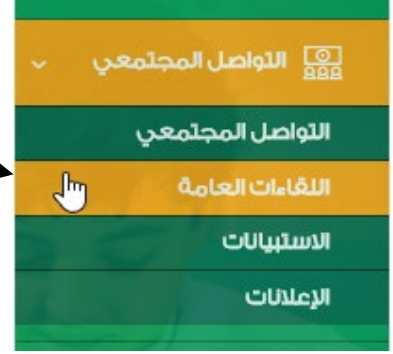 التواصل المجتمعي
التواصل المجتمعي
اللقاءات العامة
الاستبيانات
الإعلانات